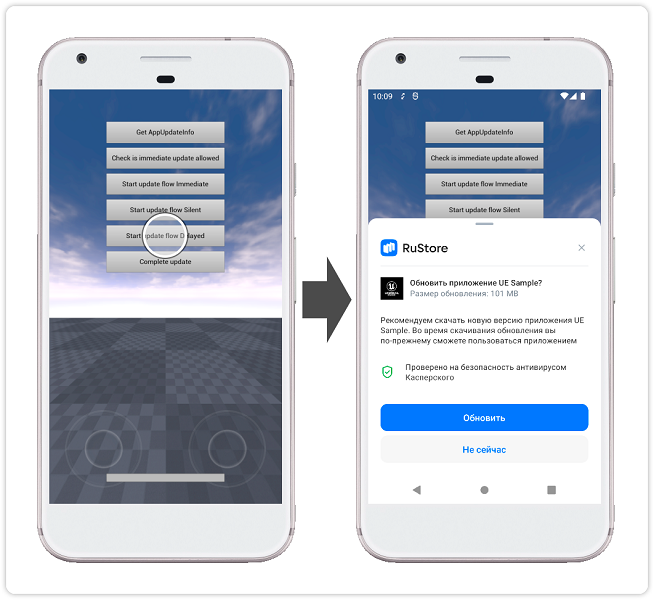 Get AppUpdateInfo
Check is immediate update allowed
Start update flow Immediate
Start update flow Silent
Start update flow Delayed
Complete update
10:09
Get AppUpdateInfo
Check is immediate update allowed
Start update flow Immediate
Start update flow Silent
RuStore
Обновить приложение UE Sample?
Размер обновления: 101 MB
Рекомендуем скачать новую версию приложения UE
Sample. Во время скачивания обновления вы
по-прежнему сможете пользоваться приложением
Проверено на безопасность антивирусом
Касперского
Обновить
Не сейчас